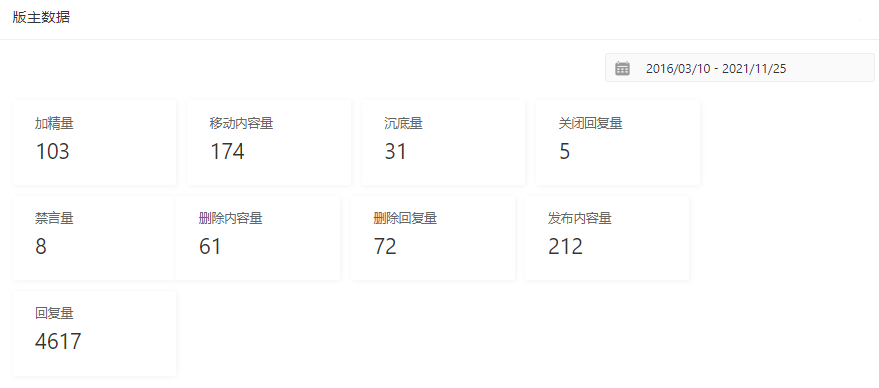 版主数据
2016/03/10 - 2021/11/25
加精量 移动内容量 沉底量 关闭回复量
103 174 31 5
禁言量 删除内容量 删除回复量 发布内容量
8 61 72 212
回复量
4617